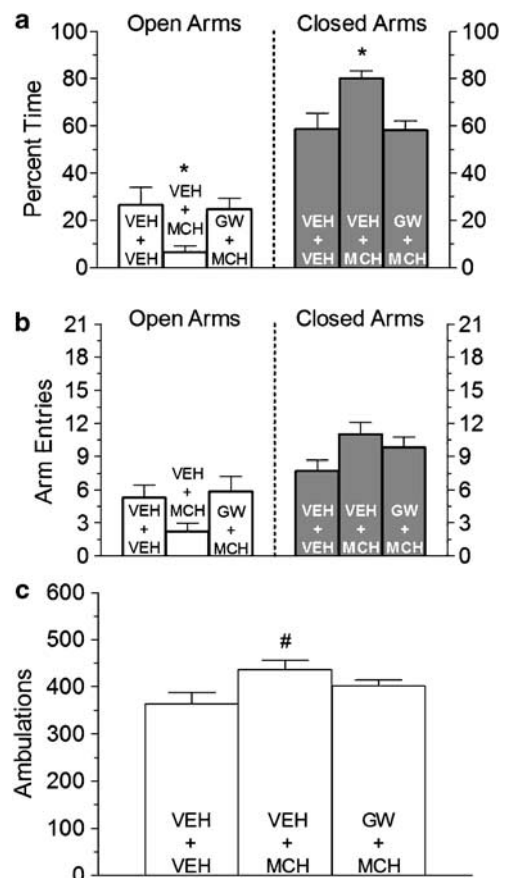 a
Open Arms Closed Arms
Percent Time
100 100
80 80
60 60
40 40
20 20
0 0
*
*
VEH + VEH
VEH + MCH
GW + MCH
VEH + VEH
VEH + MCH
GW + MCH
b
Open Arms Closed Arms
Arm Entries
21 21
18 18
15 15
12 12
9 9
6 6
3 3
0 0
VEH + VEH
VEH + MCH
GW + MCH
VEH + VEH
VEH + MCH
GW + MCH
c
Ambulations
600
500
400
300
200
100
0
#
VEH + VEH
VEH + MCH
GW + MCH